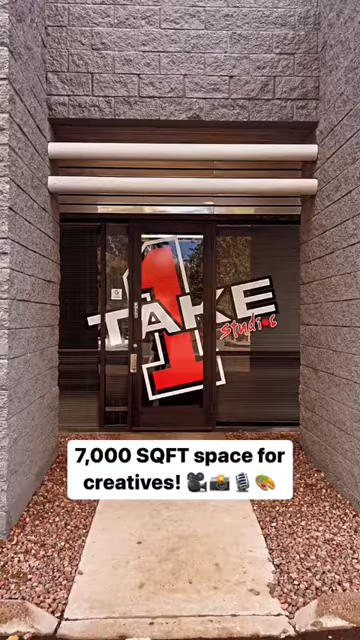 1
TAKE
studios
7,000 SQFT space for
creatives! 🎥📸🎙️🎨